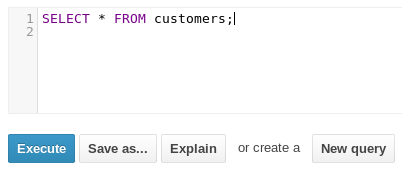 1 SELECT * FROM customers;
2
Execute Save as... Explain or create a New query